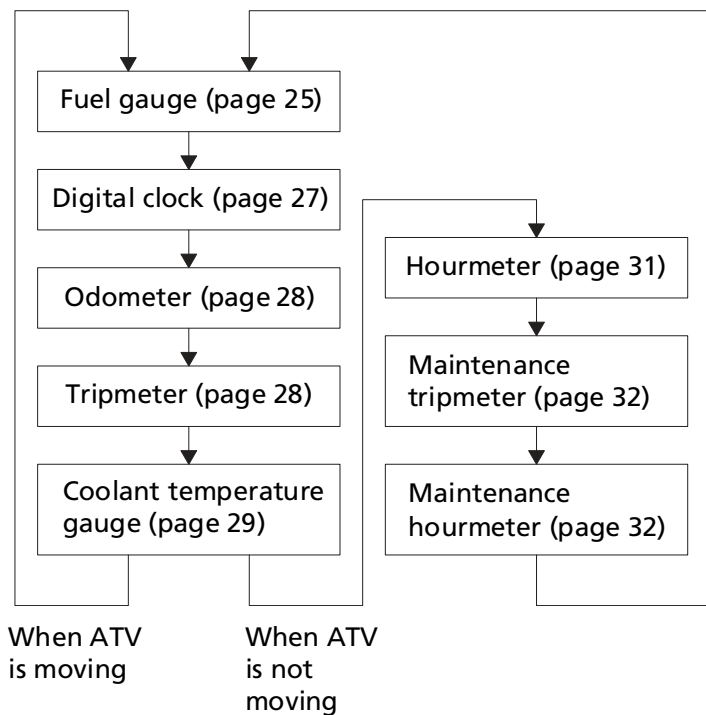 Fuel gauge (page 25)
Digital clock (page 27)
Odometer (page 28)
Tripmeter (page 28)
Coolant temperature
gauge (page 29)
When ATV
is moving
When ATV
is not
moving
Hourmeter (page 31)
Maintenance
tripmeter (page 32)
Maintenance
hourmeter (page 32)